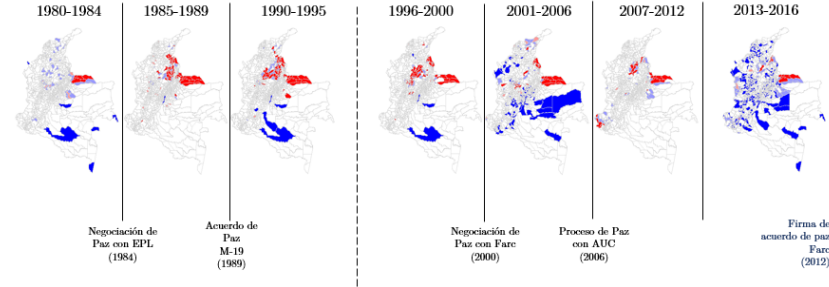 1980-1984
1985-1989
1990-1995
1996-2000
2001-2006
2007-2012
2013-2016
Negociación de
Paz con EPL
(1984)
Acuerdo de
Paz
M-19
(1989)
Negociación de
Paz con Farc
(2000)
Proceso de Paz
con AUC
(2006)
Firma de
acuerdo de paz
Farc
(2012)